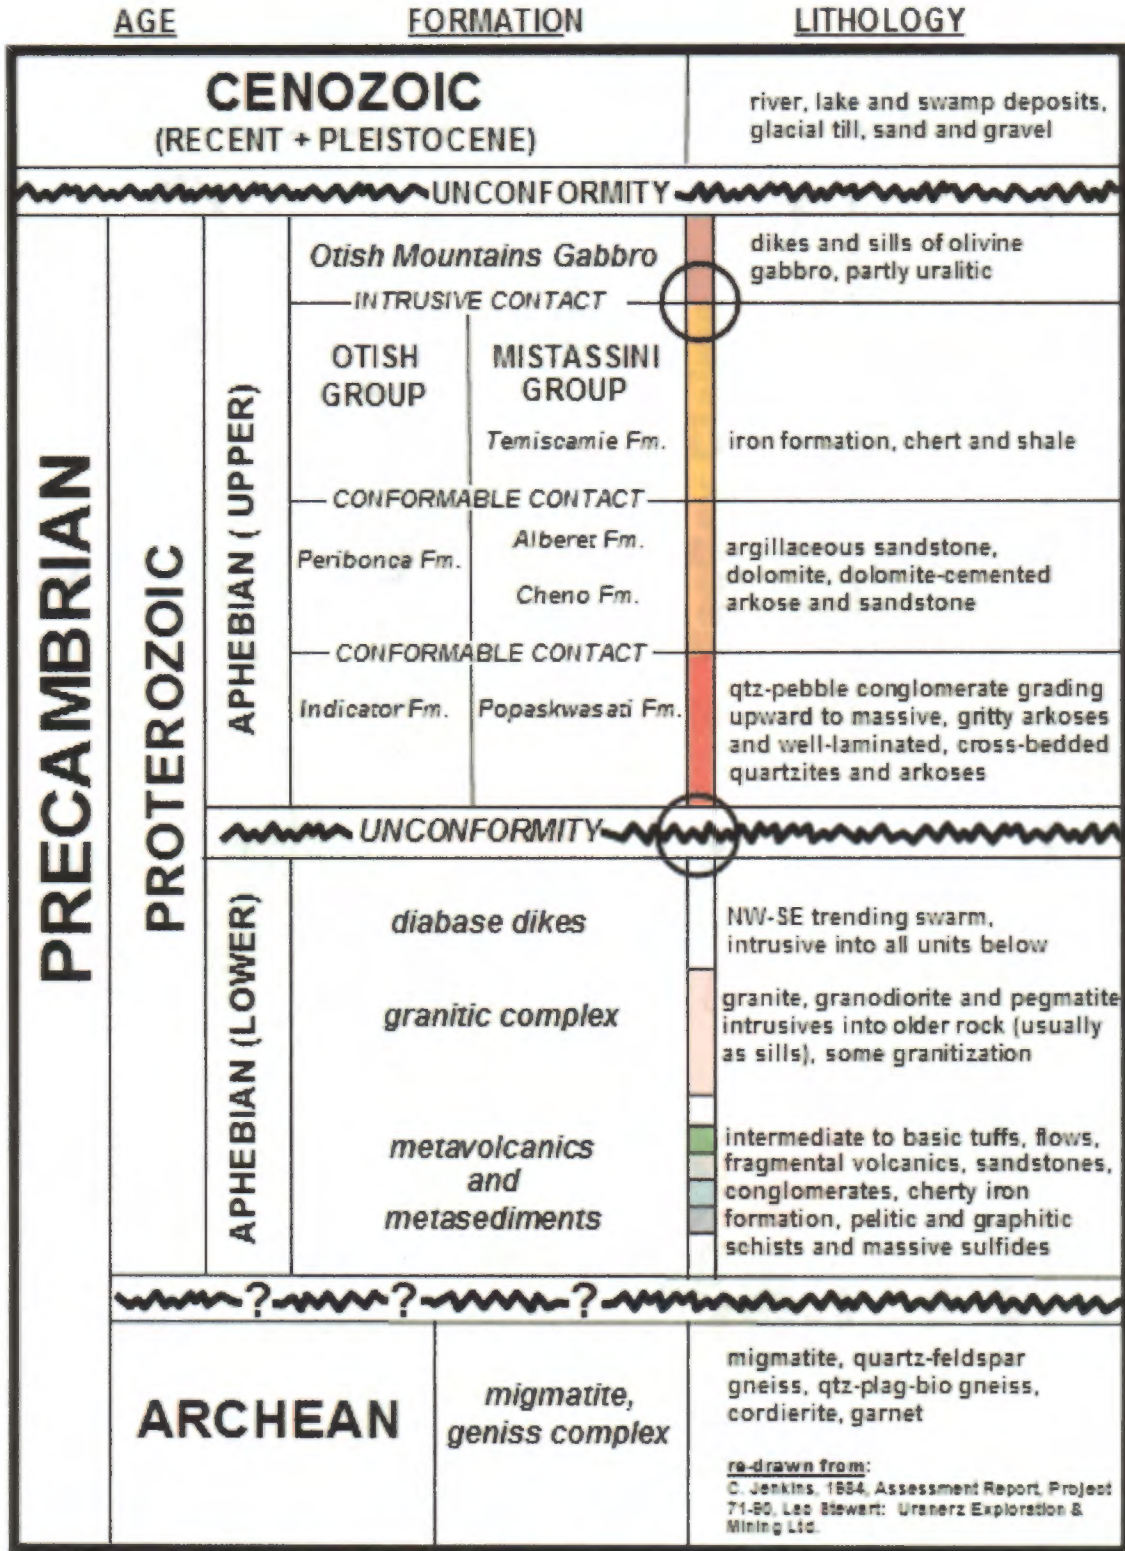 AGE FORMATION LITHOLOGY
CENOZOIC
(RECENT + PLEISTOCENE)
river, lake and swamp deposits,
glacial till, sand and gravel
UNCONFORMITY
PRECAMBRIAN
PROTEROZOIC
APHEBIAN ( UPPER)
Otish Mountains Gabbro
dikes and sills of olivine
gabbro, partly uralitic
INTRUSIVE CONTACT
OTISH
GROUP
MISTASSINI
GROUP
Temiscamie Fm.
iron formation, chert and shale
CONFORMABLE CONTACT
Peribonca Fm.
Alberet Fm.
Cheno Fm.
argillaceous sandstone,
dolomite, dolomite-cemented
arkose and sandstone
CONFORMABLE CONTACT
Indicator Fm.
Popaskwasati Fm.
qtz-pebble conglomerate grading
upward to massive, gritty arkoses
and well-laminated, cross-bedded
quartzites and arkoses
UNCONFORMITY
APHEBIAN (LOWER)
diabase dikes
NW-SE trending swarm,
intrusive into all units below
granitic complex
granite, granodiorite and pegmatite
intrusives into older rock (usually
as sills), some granitization
metavolcanics
and
metasediments
intermediate to basic tuffs, flows,
fragmental volcanics, sandstones,
conglomerates, cherty iron
formation, pelitic and graphitic
schists and massive sulfides
? ? ?
ARCHEAN
migmatite,
geniss complex
migmatite, quartz-feldspar
gneiss, qtz-plag-bio gneiss,
cordierite, garnet
re-drawn from:
C. Jenkins, 1984, Assessment Report, Project
71-90, Lac Stewart: Uranerz Exploration &
Mining Ltd.